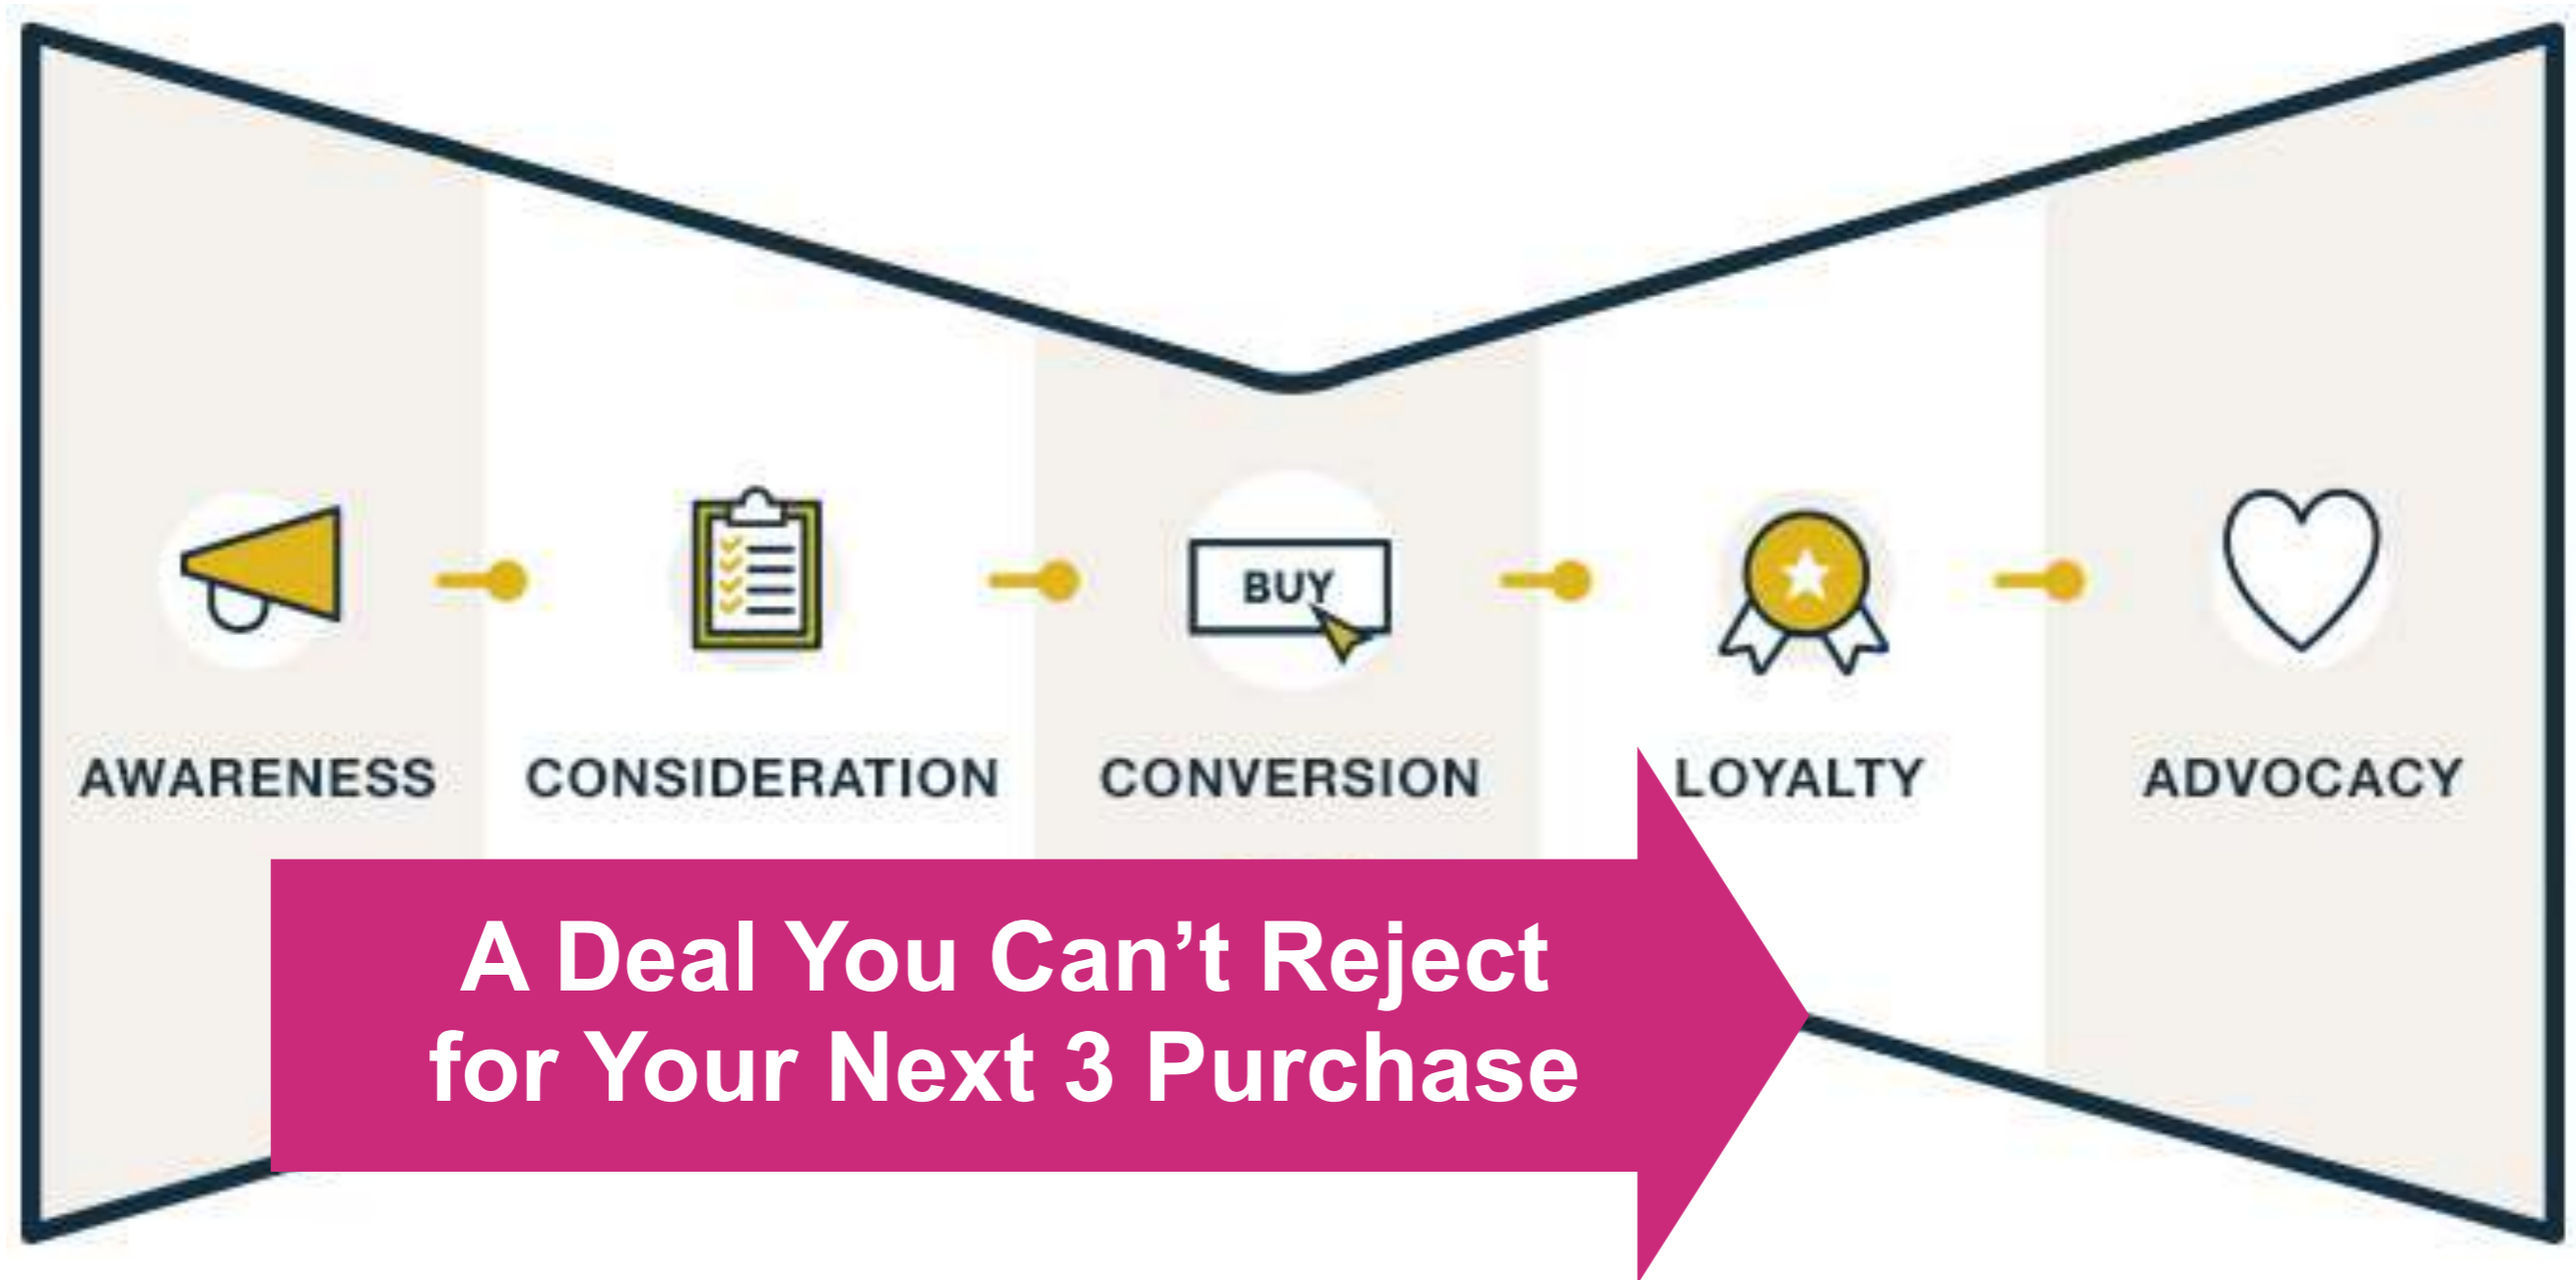 BUY
AWARENESS
CONSIDERATION
CONVERSION
LOYALTY
ADVOCACY
A Deal You Can’t Reject
for Your Next 3 Purchase